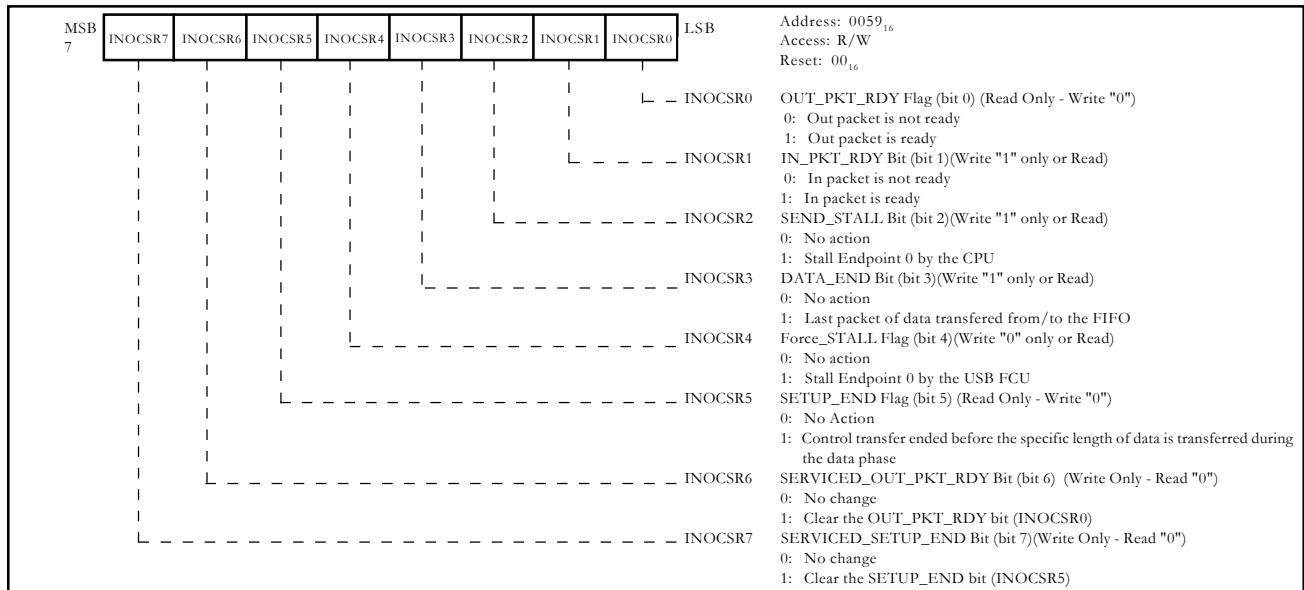 MSB
7
INOCSR7 INOCSR6 INOCSR5 INOCSR4 INOCSR3 INOCSR2 INOCSR1 INOCSR0
LSB
Address: 0059₁₆
Access: R/W
Reset: 00₁₆
INOCSR0 OUT_PKT_RDY Flag (bit 0) (Read Only - Write "0")
0: Out packet is not ready
1: Out packet is ready
INOCSR1 IN_PKT_RDY Bit (bit 1)(Write "1" only or Read)
0: In packet is not ready
1: In packet is ready
INOCSR2 SEND_STALL Bit (bit 2)(Write "1" only or Read)
0: No action
1: Stall Endpoint 0 by the CPU
INOCSR3 DATA_END Bit (bit 3)(Write "1" only or Read)
0: No action
1: Last packet of data transfered from/to the FIFO
INOCSR4 Force_STALL Flag (bit 4)(Write "0" only or Read)
0: No action
1: Stall Endpoint 0 by the USB FCU
INOCSR5 SETUP_END Flag (bit 5) (Read Only - Write "0")
0: No Action
1: Control transfer ended before the specific length of data is transferred during
the data phase
INOCSR6 SERVICED_OUT_PKT_RDY Bit (bit 6) (Write Only - Read "0")
0: No change
1: Clear the OUT_PKT_RDY bit (INOCSR0)
INOCSR7 SERVICED_SETUP_END Bit (bit 7)(Write Only - Read "0")
0: No change
1: Clear the SETUP_END bit (INOCSR5)